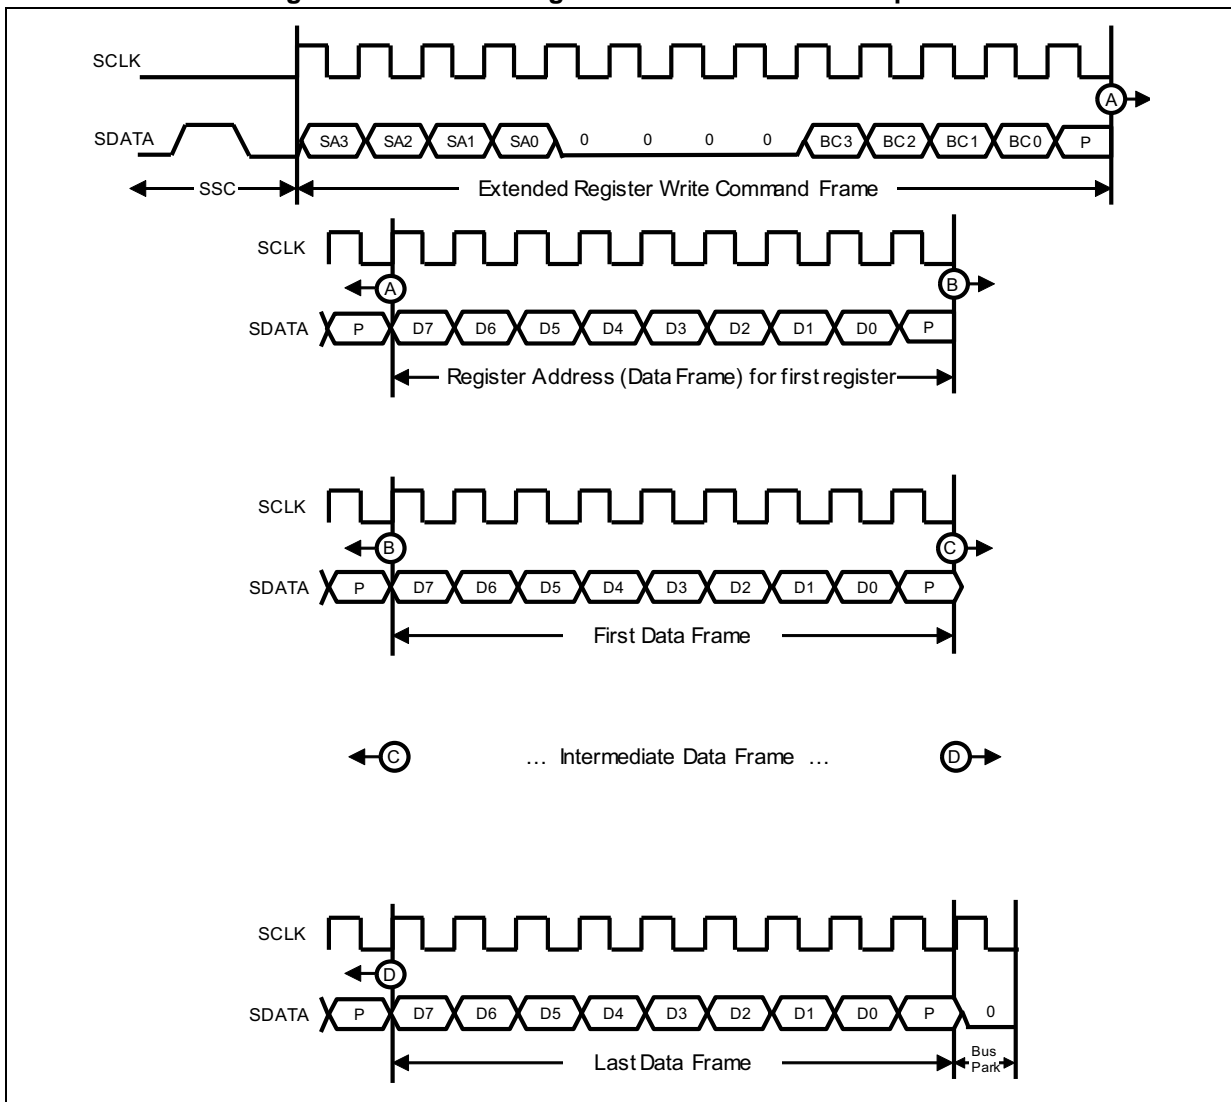 SCLK
A
SDATA SA3 SA2 SA1 SA0 0 0 0 0 BC3 BC2 BC1 BC0 P
SSC Extended Register Write Command Frame
SCLK
A B
SDATA P D7 D6 D5 D4 D3 D2 D1 D0 P
Register Address (Data Frame) for first register
SCLK
B C
SDATA P D7 D6 D5 D4 D3 D2 D1 D0 P
First Data Frame
C ... Intermediate Data Frame ... D
SCLK
D
SDATA P D7 D6 D5 D4 D3 D2 D1 D0 P 0
Last Data Frame Bus
Park